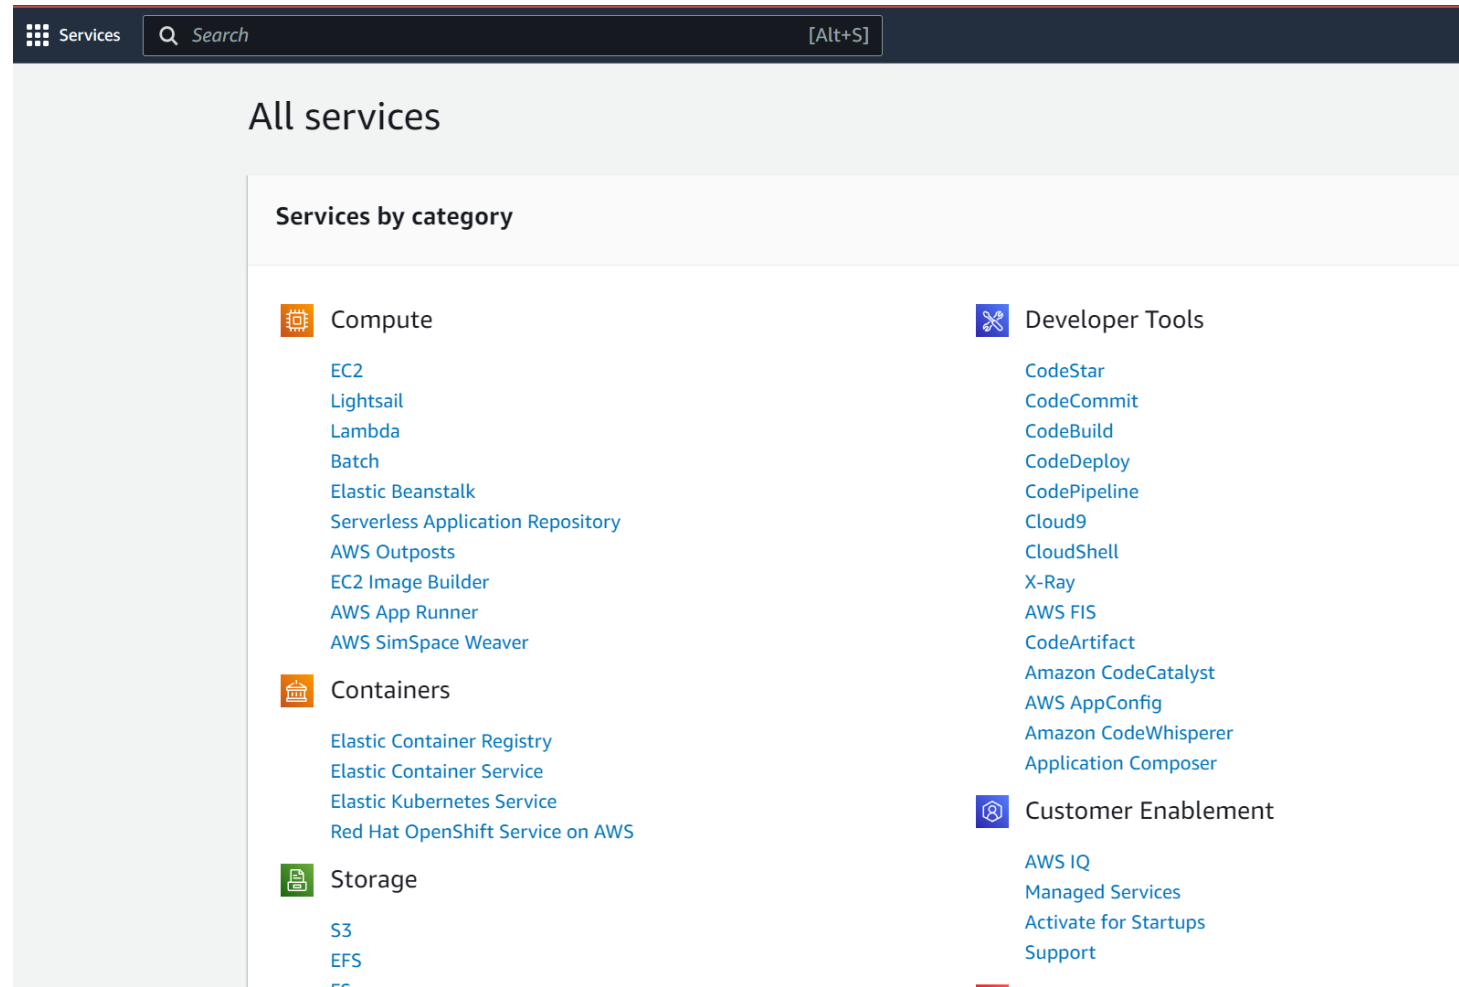 Services
Search [Alt+S]
All services
Services by category
Compute
EC2
Lightsail
Lambda
Batch
Elastic Beanstalk
Serverless Application Repository
AWS Outposts
EC2 Image Builder
AWS App Runner
AWS SimSpace Weaver
Containers
Elastic Container Registry
Elastic Container Service
Elastic Kubernetes Service
Red Hat OpenShift Service on AWS
Storage
S3
EFS
Developer Tools
CodeStar
CodeCommit
CodeBuild
CodeDeploy
CodePipeline
Cloud9
CloudShell
X-Ray
AWS FIS
CodeArtifact
Amazon CodeCatalyst
AWS AppConfig
Amazon CodeWhisperer
Application Composer
Customer Enablement
AWS IQ
Managed Services
Activate for Startups
Support